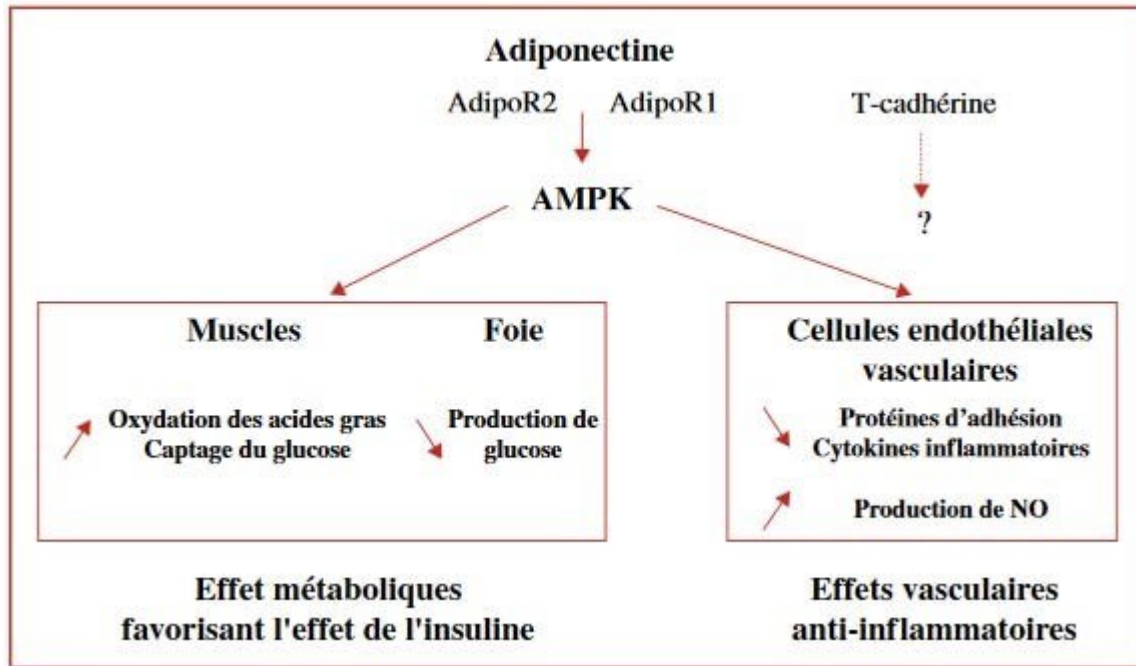 Adiponectine
AdipoR2 AdipoR1 T-cadhérine
AMPK
?
Muscles Foie
Oxydation des acides gras
Captage du glucose
Production de
glucose
Cellules endothéliales
vasculaires
Protéines d'adhésion
Cytokines inflammatoires
Production de NO
Effet métaboliques
favorisant l'effet de l'insuline
Effets vasculaires
anti-inflammatoires